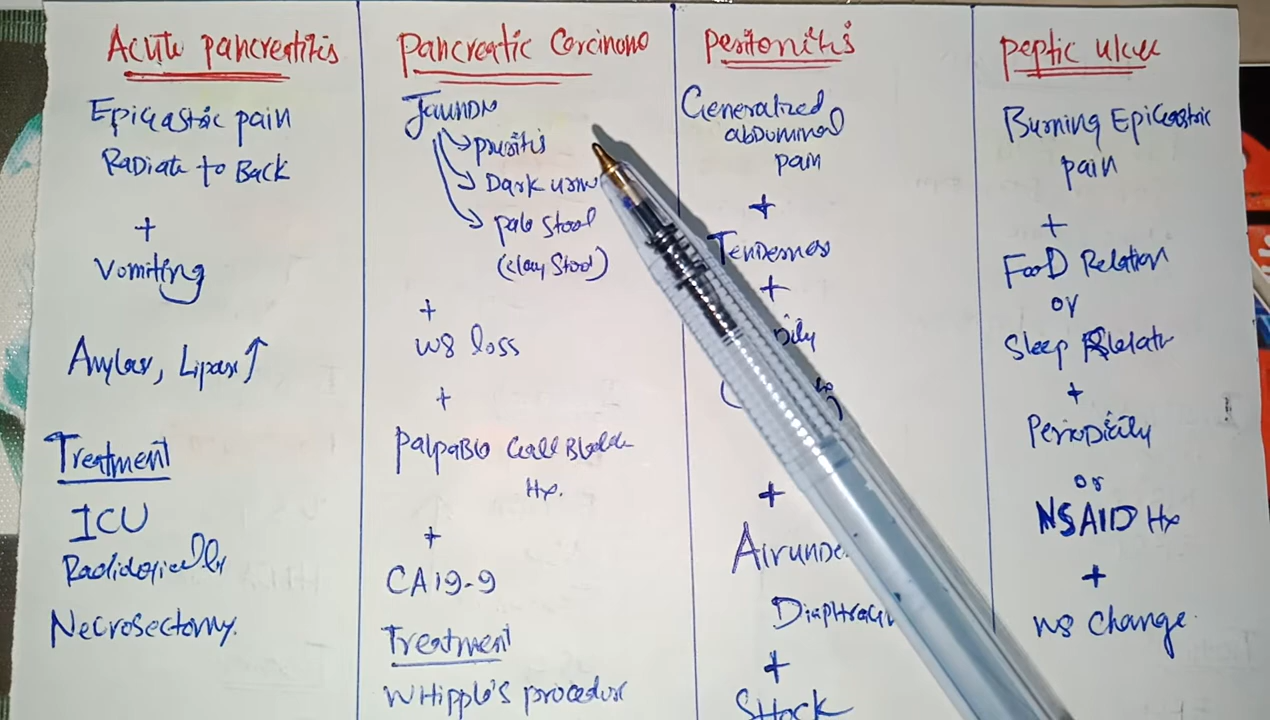 Acute pancreatitis
Epigastric pain
Radiate to Back
+
Vomiting
Amylase, Lipase ↑
Treatment
ICU
Radiologically
Necrosectomy.
Pancreatic Carcinoma
Jaundice
→ pruritis
→ Dark urine
→ pale stool
(clay stool)
+
wt loss
+
palpable Gall Bladder
Hx.
+
CA19-9
Treatment
Whipple's procedure
Peritonitis
Generalized
abdominal
pain
+
Tenderness
+
+
Airunde
Diaphragm
+
Shock
peptic ulcer
Burning Epigastric
pain
+
Food Relation
or
Sleep Relate
+
Periodicity
or
NSAID Hx
+
wt change.